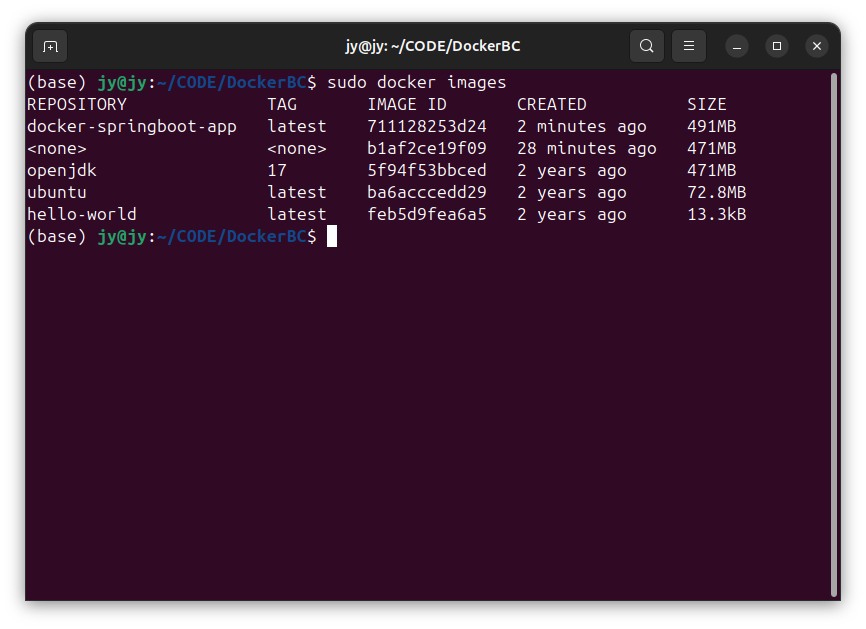 jy@jy: ~/CODE/DockerBC
(base) jy@jy:~/CODE/DockerBC$ sudo docker images
REPOSITORY TAG IMAGE ID CREATED SIZE
docker-springboot-app latest 711128253d24 2 minutes ago 491MB
<none> <none> b1af2ce19f09 28 minutes ago 471MB
openjdk 17 5f94f53bbced 2 years ago 471MB
ubuntu latest ba6acccedd29 2 years ago 72.8MB
hello-world latest feb5d9fea6a5 2 years ago 13.3kB
(base) jy@jy:~/CODE/DockerBC$